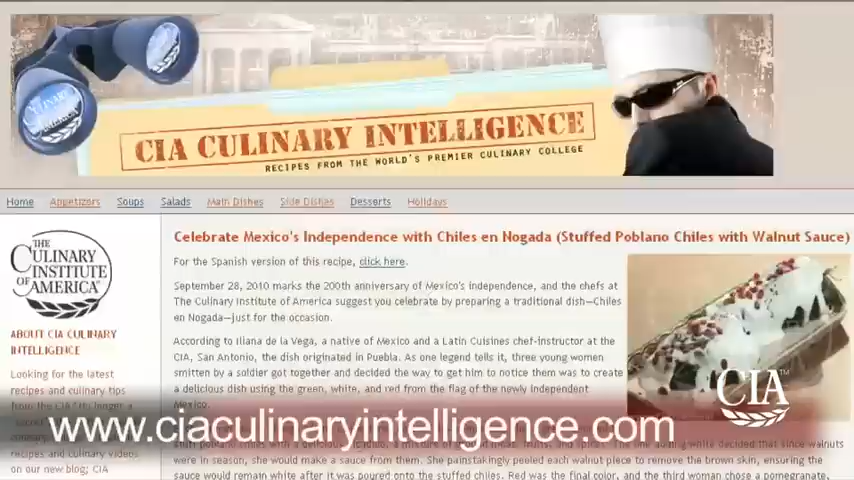 CIA CULINARY INTELLIGENCE
RECIPES FROM THE WORLD'S PREMIER CULINARY COLLEGE
Home Appetizers Soups Salads Main Dishes Side Dishes Desserts Holidays
THE
CULINARY
INSTITUTE
OF AMERICA
ABOUT CIA CULINARY
INTELLIGENCE
Looking for the latest
recipes and culinary tips
from the CIA
recipes and culinary videos
on our new blog; CIA
Celebrate Mexico's Independence with Chiles en Nogada (Stuffed Poblano Chiles with Walnut Sauce)
For the Spanish version of this recipe, click here.
September 28, 2010 marks the 200th anniversary of Mexico's independence, and the chefs at
The Culinary Institute of America suggest you celebrate by preparing a traditional dish—Chiles
en Nogada—just for the occasion.
According to Iliana de la Vega, a native of Mexico and a Latin Cuisines chef-instructor at the
CIA, San Antonio, the dish originated in Puebla. As one legend tells it, three young women
smitten by a soldier got together and decided the way to get him to notice them was to create
a delicious dish using the green, white, and red from the flag of the newly independent
Mexico.
were in season, she would make a sauce from them. She painstakingly peeled each walnut piece to remove the brown skin, ensuring the
sauce would remain white after it was poured onto the stuffed chiles. Red was the final color, and the third woman chose a pomegranate,
CIA
www.ciaculinaryintelligence.com